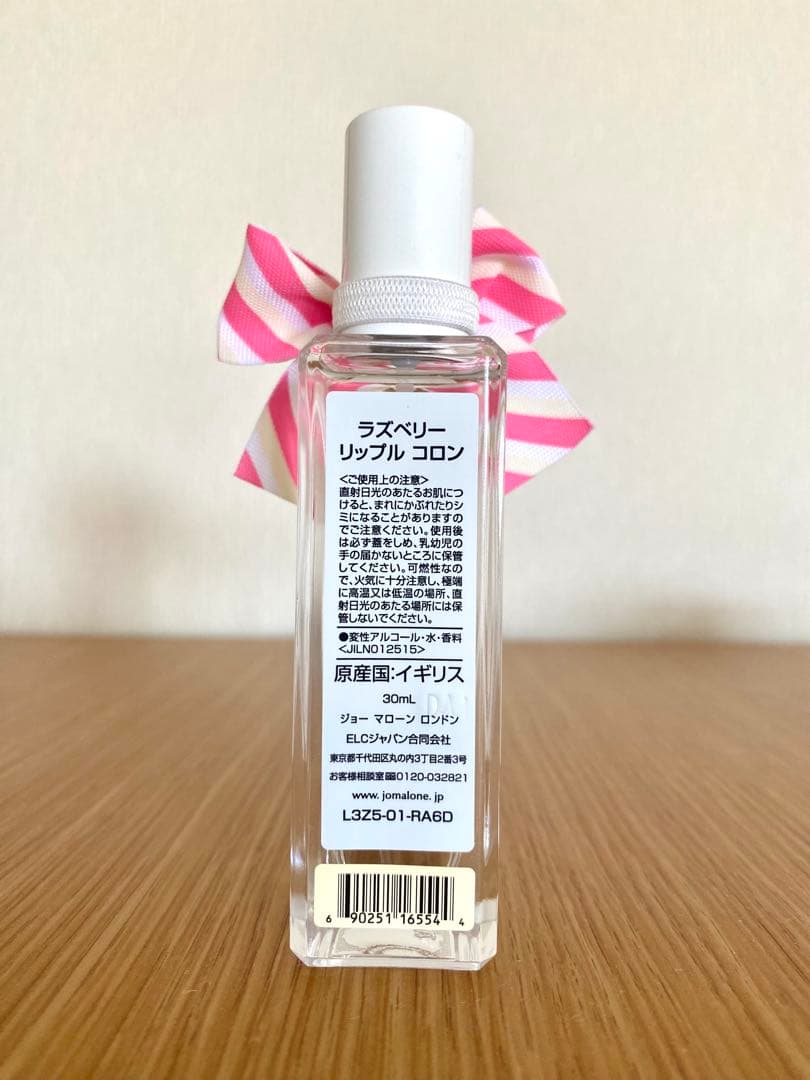 ラズベリー
リップル コロン
<ご使用上の注意>
直射日光のあたるお肌につ
けると、まれにかぶれたりシ
ミになることがありますの
でご注意ください。使用後
は必ず蓋をしめ、乳幼児の
手の届かないところに保管
してください。可燃性なの
で、火気に十分注意し、極端
に高温又は低温の場所、直
射日光のあたる場所には保
管しないでください。
●変性アルコール・水・香料
<JILN012515>
原産国:イギリス
30mL
ジョー マローン ロンドン
ELCジャパン合同会社
東京都千代田区丸の内3丁目2番3号
お客様相談室☎0120-032821
www. jomalone. jp
L3Z5-01-RA6D
6 90251 16554 4